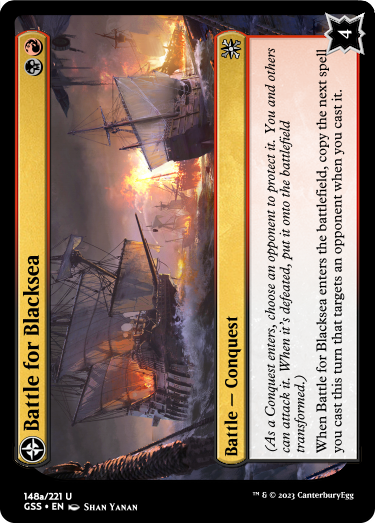 Battle for Blacksea
Battle — Conquest
4
(As a Conquest enters, choose an opponent to protect it. You and others
can attack it. When it's defeated, put it onto the battlefield
transformed.)
When Battle for Blacksea enters the battlefield, copy the next spell
you cast this turn that targets an opponent when you cast it.
148a/221 U
GSS • EN Shan Yanan
™ & © 2023 CanterburyEgg